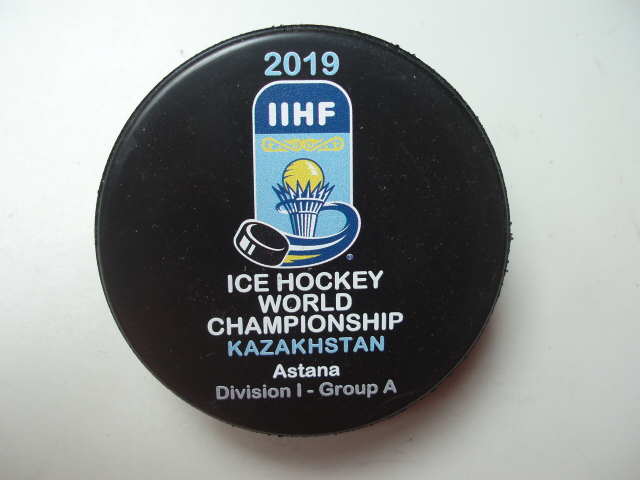 2019
IIHF
ICE HOCKEY
WORLD
CHAMPIONSHIP
KAZAKHSTAN
Astana
Division I - Group A